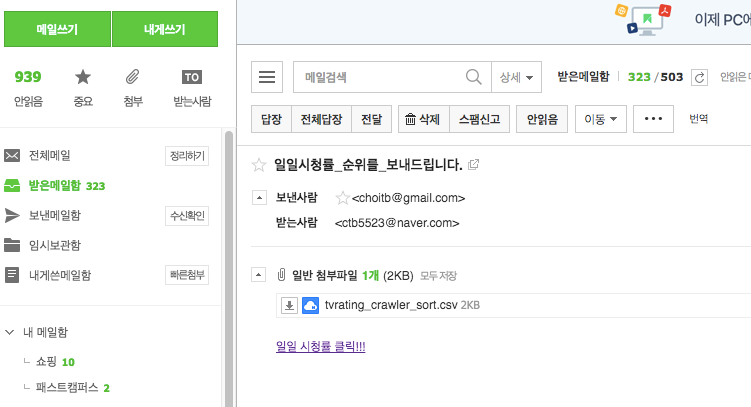 메일쓰기 내게쓰기
이제 PC에
939
안읽음 중요 첨부 TO 받는사람
메일검색 상세 받은메일함 323 / 503 안읽은
답장 전체답장 전달 삭제 스팸신고 안읽음 이동 ••• 번역
전체메일 정리하기
받은메일함 323
보낸메일함 수신확인
임시보관함
내게쓴메일함 빠른첨부
내 메일함
쇼핑 10
패스트캠퍼스 2
일일시청률_순위를_보내드립니다.
보낸사람 <choitb@gmail.com>
받는사람 <ctb5523@naver.com>
일반 첨부파일 1개 (2KB) 모두 저장
tvrating_crawler_sort.csv 2KB
일일 시청률 클릭!!!